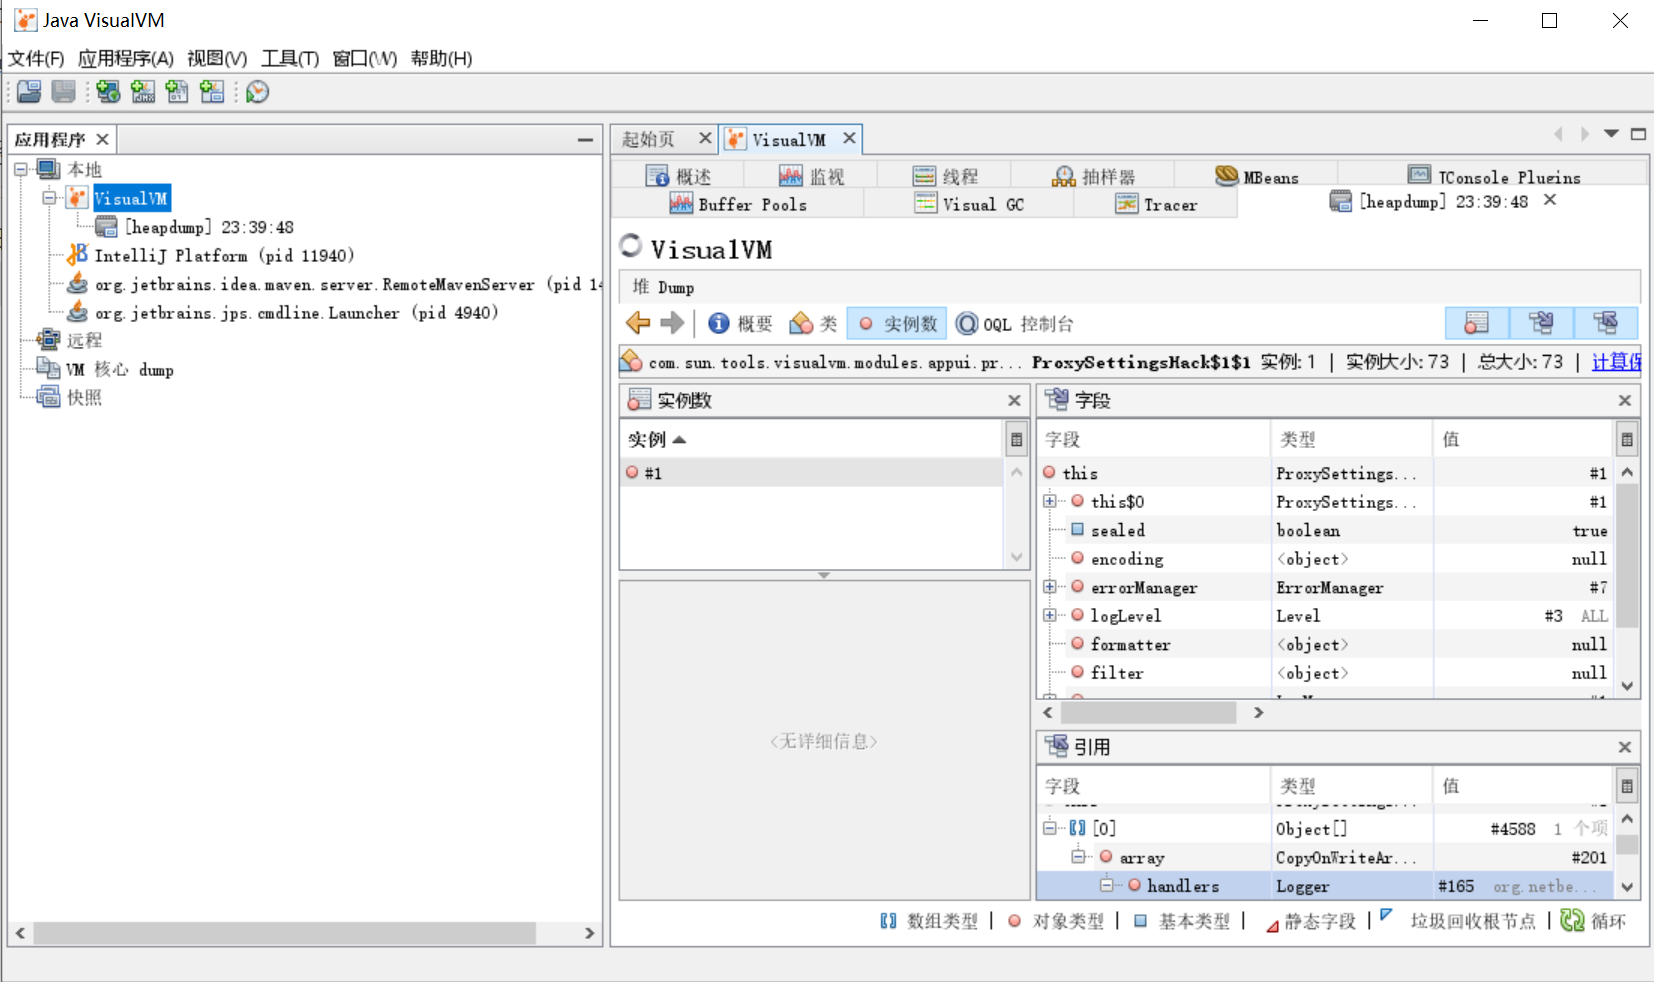 Java VisualVM
文件(F) 应用程序(A) 视图(V) 工具(T) 窗口(W) 帮助(H)
应用程序
本地
VisualVM
[heapdump] 23:39:48
IntelliJ Platform (pid 11940)
org.jetbrains.idea.maven.server.RemoteMavenServer (pid 14
org.jetbrains.jps.cmdline.Launcher (pid 4940)
远程
VM 核心 dump
快照
起始页 VisualVM
概述 监视 线程 抽样器 MBeans TConsole Plugins
Buffer Pools Visual GC Tracer [heapdump] 23:39:48
VisualVM
堆 Dump
概要 类 实例数 OQL 控制台
com.sun.tools.visualvm.modules.appui.pr... ProxySettingsHack$1$1 实例: 1 | 实例大小: 73 | 总大小: 73 | 计算保
实例数
实例
#1
<无详细信息>
字段
字段 类型 值
this ProxySettings... #1
this$0 ProxySettings... #1
sealed boolean true
encoding <object> null
errorManager ErrorManager #7
logLevel Level #3 ALL
formatter <object> null
filter <object> null
引用
字段 类型 值
[0] Object[] #4588 1 个项
array CopyOnWriteAr... #201
handlers Logger #165 org.netbe...
数组类型 | 对象类型 | 基本类型 | 静态字段 | 垃圾回收根节点 | 循环